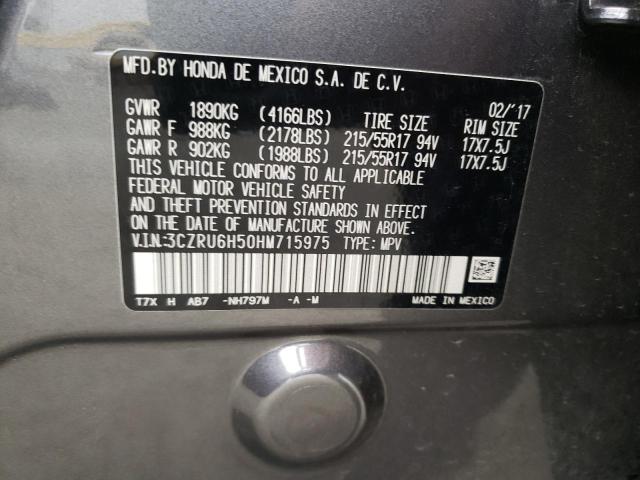 MFD.BY HONDA DE MEXICO S.A. DE C.V.
02/'17
GVWR 1890KG (4166LBS) TIRE SIZE RIM SIZE
GAWR F 988KG (2178LBS) 215/55R17 94V 17X7.5J
GAWR R 902KG (1988LBS) 215/55R17 94V 17X7.5J
THIS VEHICLE CONFORMS TO ALL APPLICABLE
FEDERAL MOTOR VEHICLE SAFETY
AND THEFT PREVENTION STANDARDS IN EFFECT
ON THE DATE OF MANUFACTURE SHOWN ABOVE.
V.I.N.:3CZRU6H50HM715975 TYPE: MPV
T7X H AB7 -NH797M -A -M MADE IN MEXICO